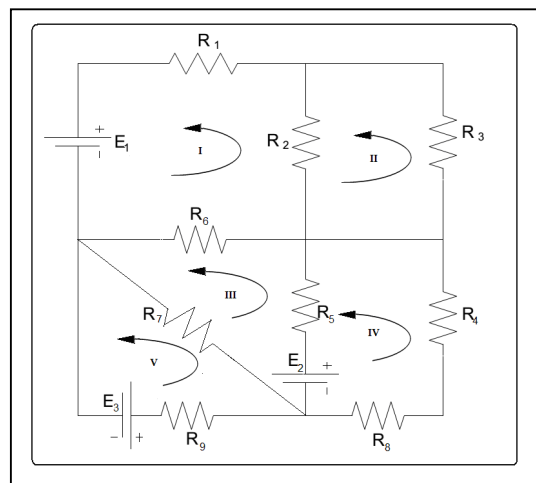 R1
+
E1
-
I
R2
II
R3
R6
III
R7
R5
IV
R4
V
E2
+
-
E3
-
+
R9
R8